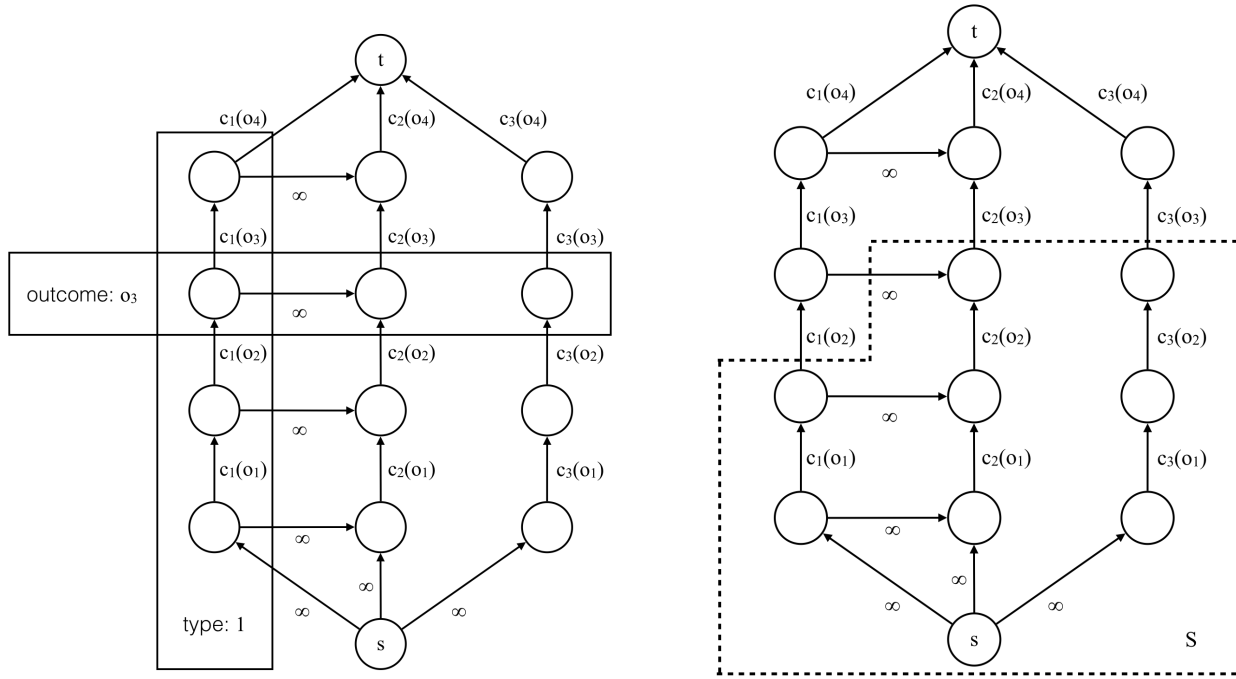 t
c₁(o₄) c₂(o₄) c₃(o₄)
∞
c₁(o₃) c₂(o₃) c₃(o₃)
outcome: o₃
∞
c₁(o₂) c₂(o₂) c₃(o₂)
∞
c₁(o₁) c₂(o₁) c₃(o₁)
∞
∞ ∞ ∞
type: 1
s
t
c₁(o₄) c₂(o₄) c₃(o₄)
∞
c₁(o₃) c₂(o₃) c₃(o₃)
∞
c₁(o₂) c₂(o₂) c₃(o₂)
∞
c₁(o₁) c₂(o₁) c₃(o₁)
∞
∞ ∞ ∞
s
S